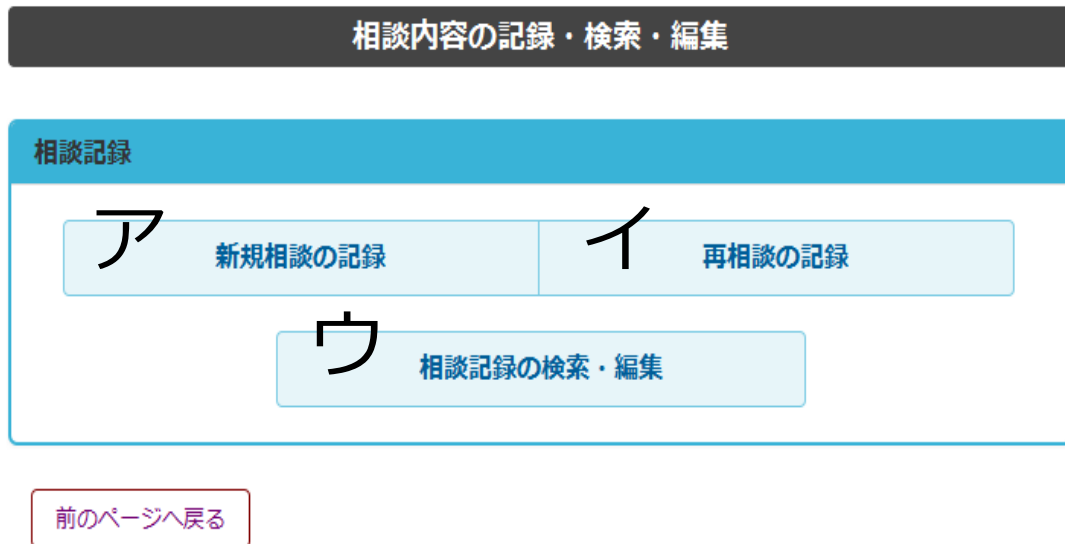 相談内容の記録・検索・編集
相談記録
ア 新規相談の記録 イ 再相談の記録
ウ 相談記録の検索・編集
前のページへ戻る